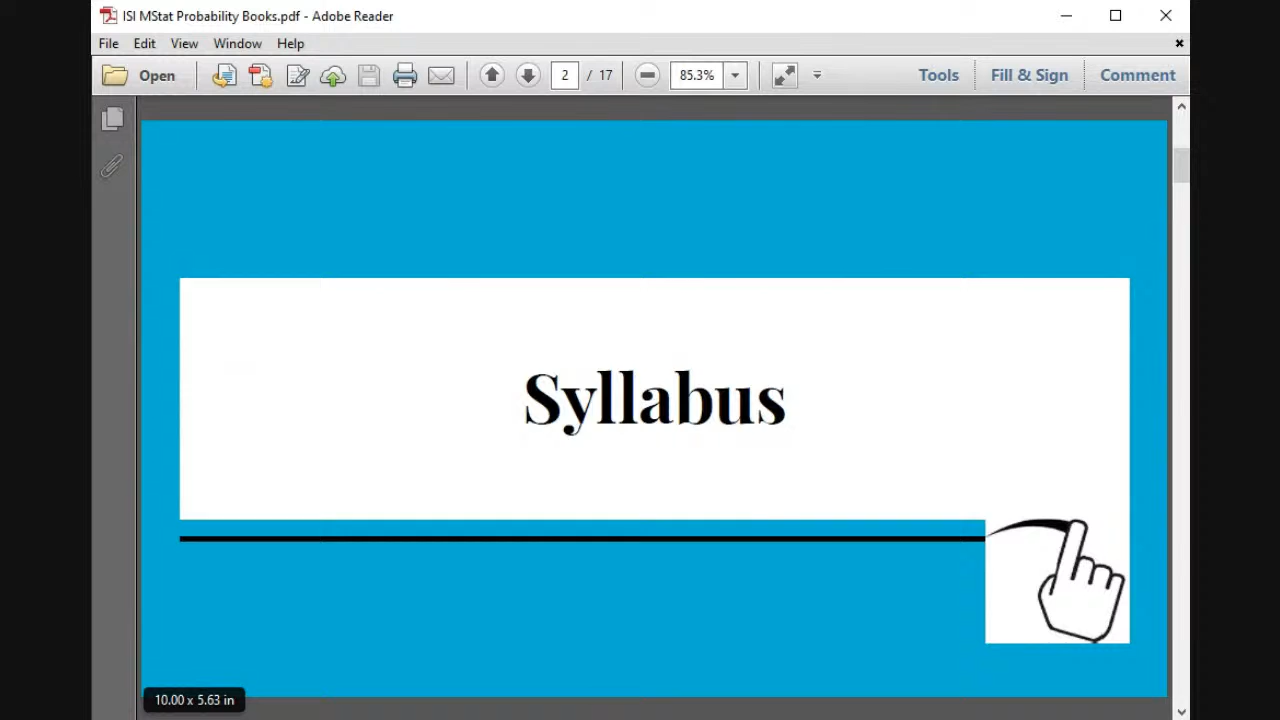 ISI MStat Probability Books.pdf - Adobe Reader
File Edit View Window Help
Open 2 / 17 85.3% Tools Fill & Sign Comment
Syllabus
10.00 x 5.63 in